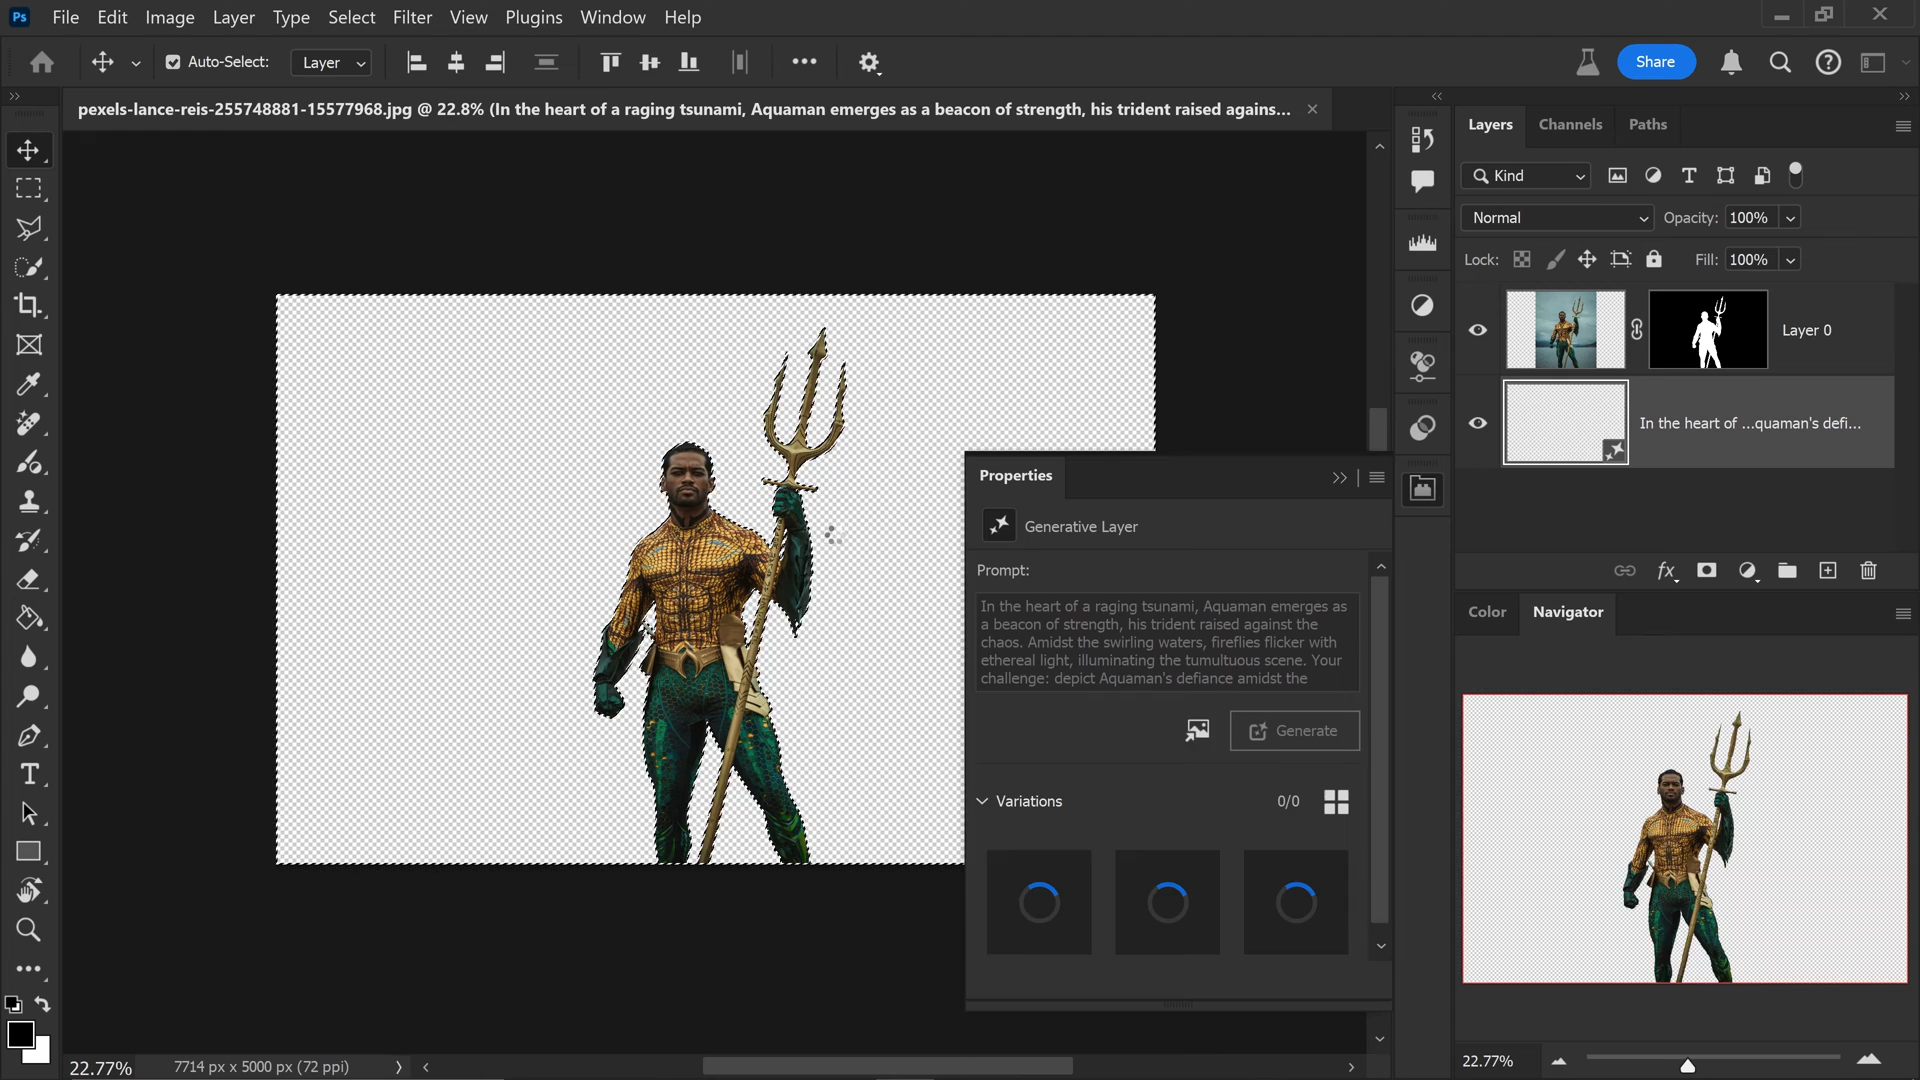 Ps File Edit Image Layer Type Select Filter View Plugins Window Help
Auto-Select: Layer Share
pexels-lance-reis-255748881-15577968.jpg @ 22.8% (In the heart of a raging tsunami, Aquaman emerges as a beacon of strength, his trident raised agains...
Layers Channels Paths
Kind
Normal Opacity: 100%
Lock: Fill: 100%
Layer 0
In the heart of ...quaman's defi...
fx
Properties
Generative Layer
Prompt:
In the heart of a raging tsunami, Aquaman emerges as
a beacon of strength, his trident raised against the
chaos. Amidst the swirling waters, fireflies flicker with
ethereal light, illuminating the tumultuous scene. Your
challenge: depict Aquaman's defiance amidst the
Generate
Variations 0/0
Color Navigator
22.77%
22.77% 7714 px x 5000 px (72 ppi)